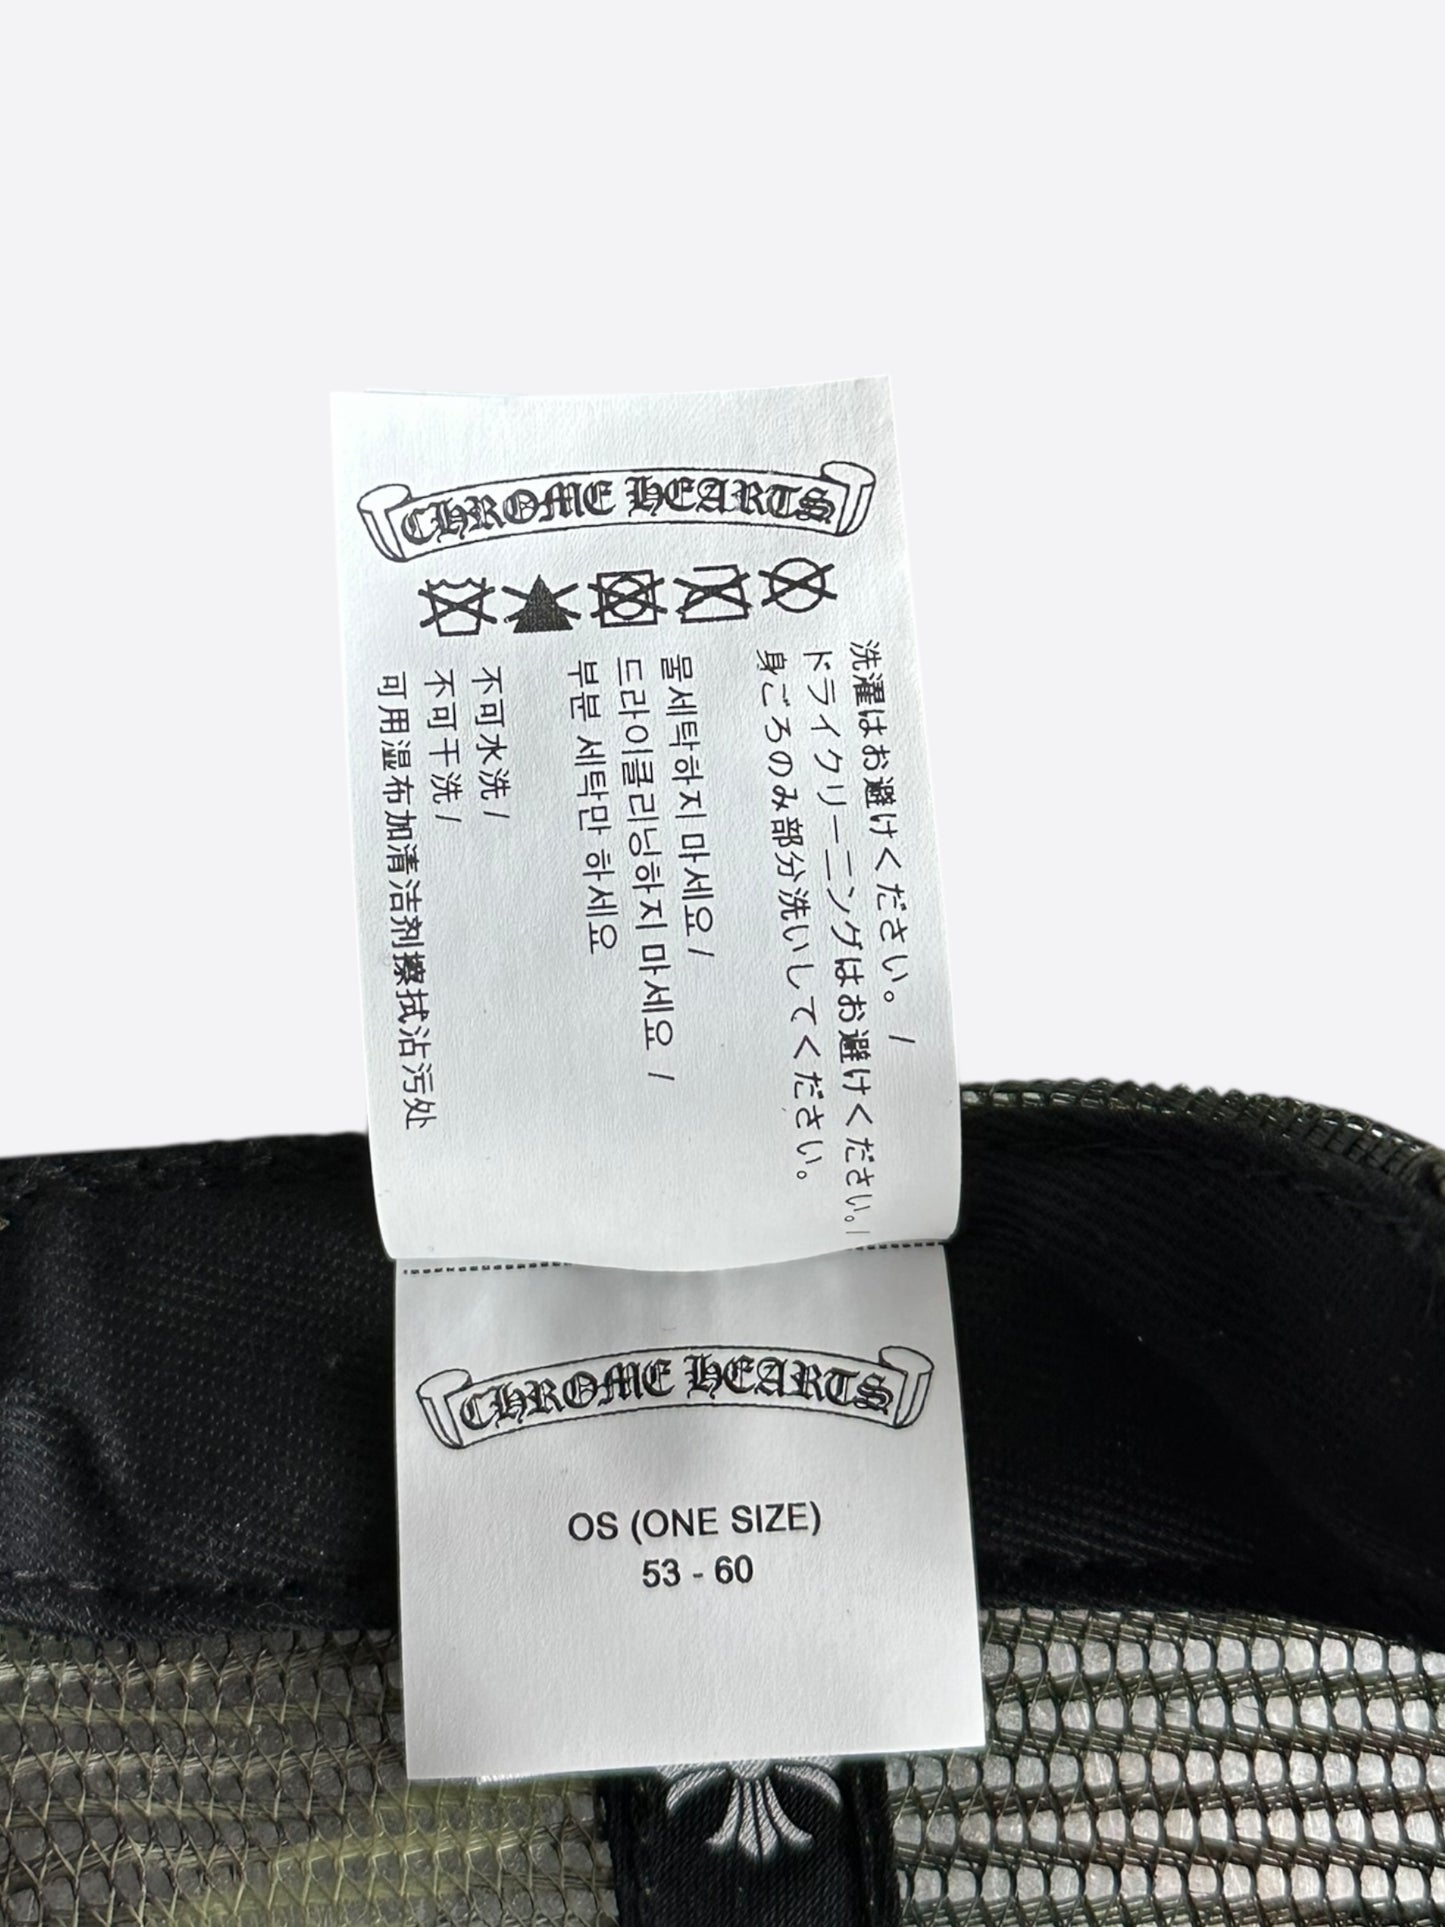 CHROME HEARTS
洗濯はお避けください。 /
ドライクリーニングはお避けください。/
身ごろのみ部分洗いしてください。
물세탁하지 마세요 /
드라이클리닝하지 마세요 /
부분 세탁만 하세요
不可水洗 /
不可干洗 /
可用湿布加清洁剂擦拭沾污处
CHROME HEARTS
OS (ONE SIZE)
53 - 60